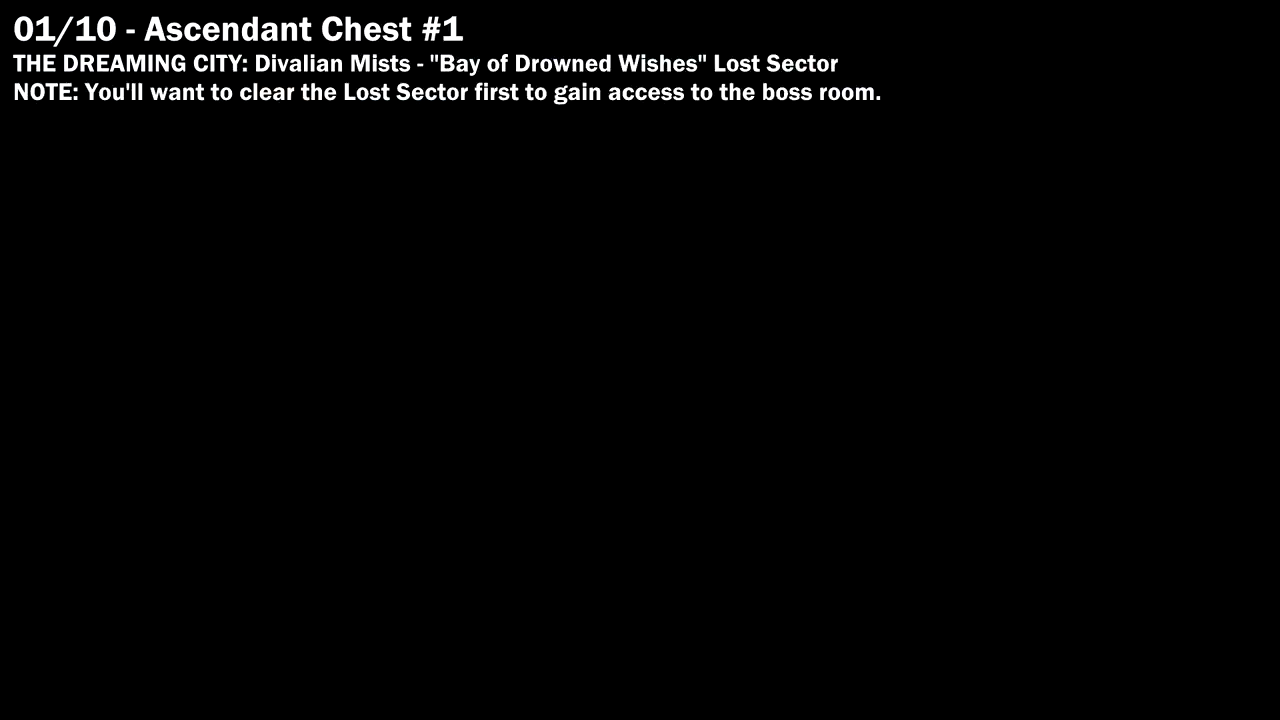 01/10 - Ascendant Chest #1
THE DREAMING CITY: Divalian Mists - "Bay of Drowned Wishes" Lost Sector
NOTE: You'll want to clear the Lost Sector first to gain access to the boss room.